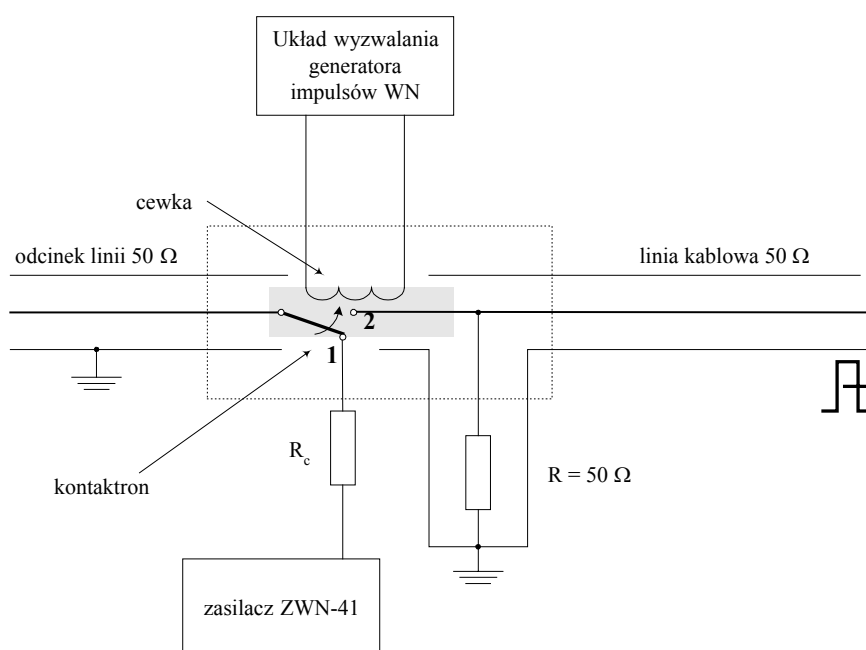 Układ wyzwalania
generatora
impulsów WN
cewka
odcinek linii 50 Ω
linia kablowa 50 Ω
2
1
R_c
R = 50 Ω
kontaktron
zasilacz ZWN-41